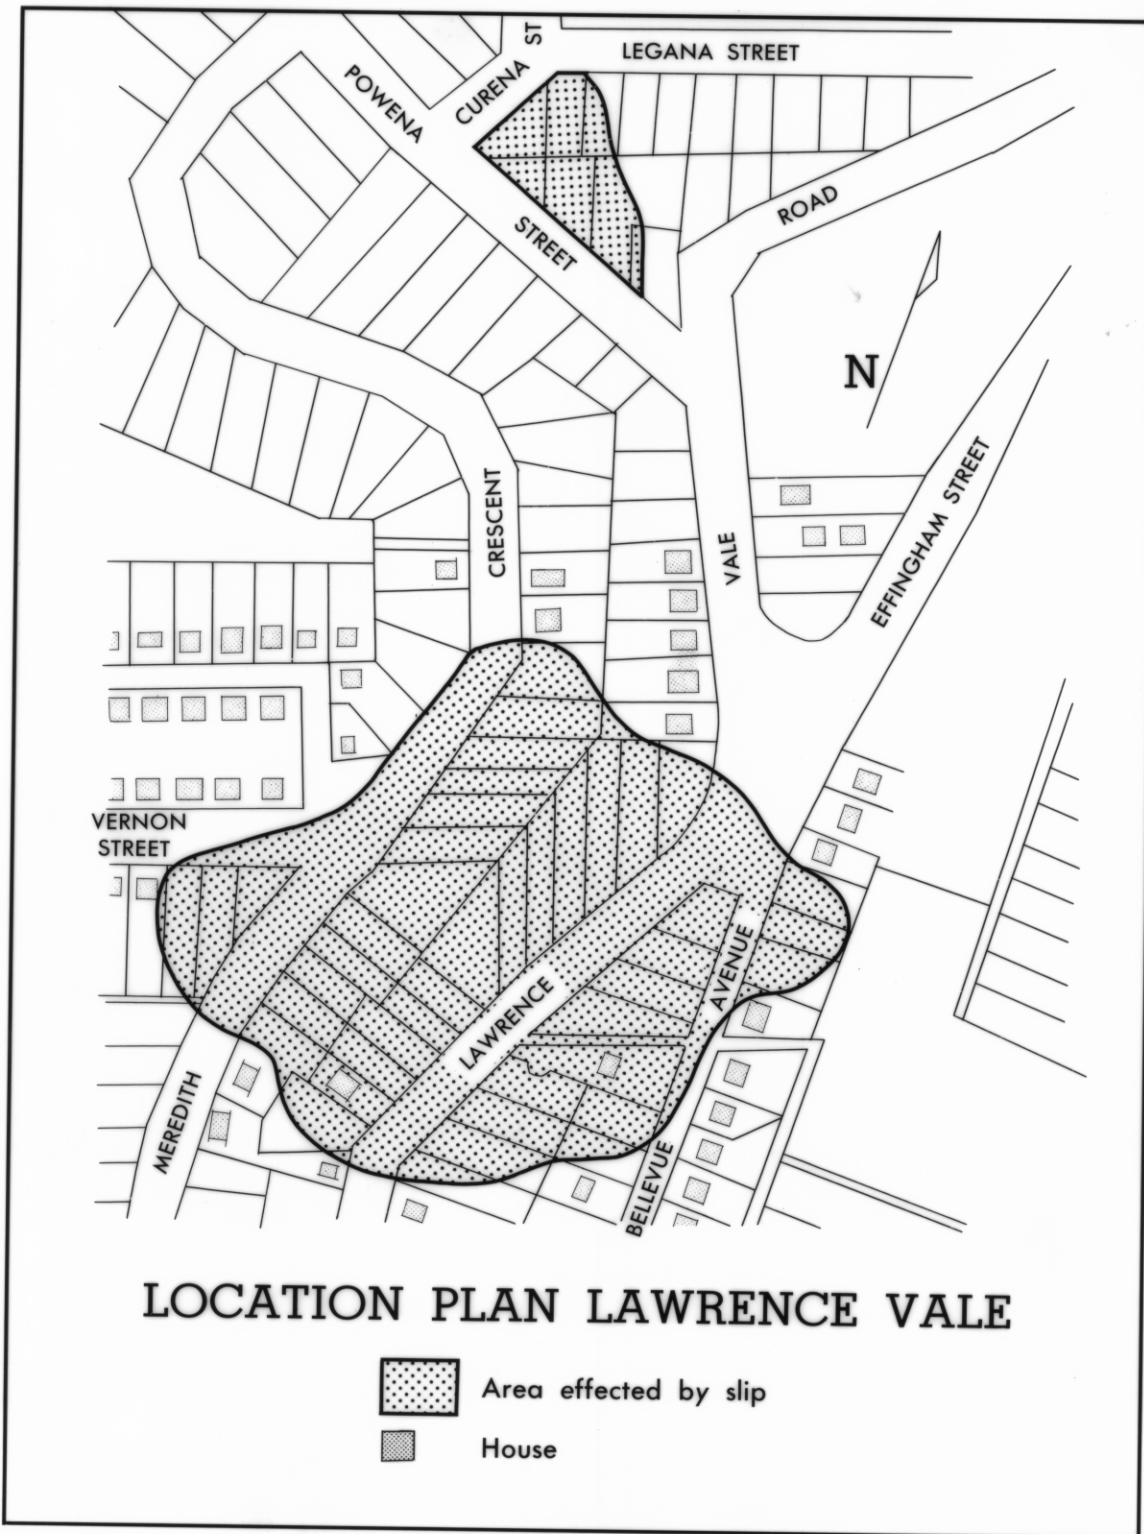 ST
LEGANA STREET
CURENA
POWENA
STREET
ROAD
N
CRESCENT
VALE
EFFINGHAM STREET
VERNON
STREET
AVENUE
LAWRENCE
MEREDITH
BELLEVUE
LOCATION PLAN LAWRENCE VALE
Area effected by slip
House